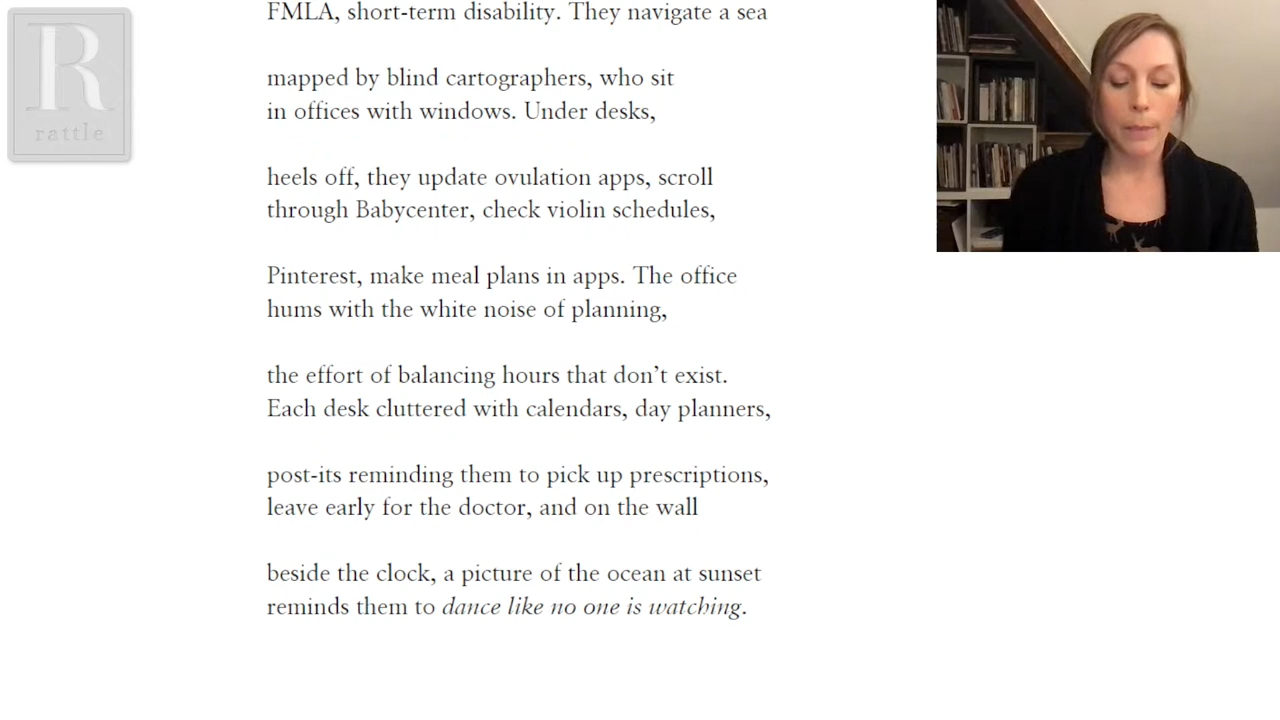 R
rattle
FMLA, short-term disability. They navigate a sea
mapped by blind cartographers, who sit
in offices with windows. Under desks,
heels off, they update ovulation apps, scroll
through Babycenter, check violin schedules,
Pinterest, make meal plans in apps. The office
hums with the white noise of planning,
the effort of balancing hours that don’t exist.
Each desk cluttered with calendars, day planners,
post-its reminding them to pick up prescriptions,
leave early for the doctor, and on the wall
beside the clock, a picture of the ocean at sunset
reminds them to dance like no one is watching.